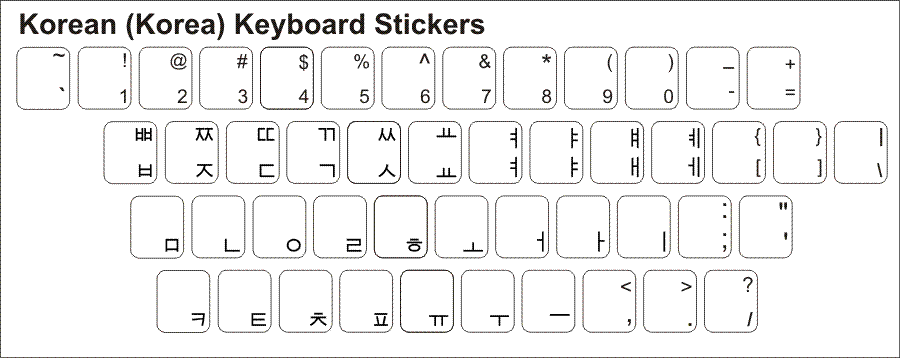 Korean (Korea) Keyboard Stickers
~ ! @ # $ % ^ & * ( ) _ +
` 1 2 3 4 5 6 7 8 9 0 - =
ㅃ ㅉ ㄸ ㄲ ㅆ ㅛ ㅕ ㅑ ㅒ ㅖ { } |
ㅂ ㅈ ㄷ ㄱ ㅅ ㅛ ㅕ ㅑ ㅐ ㅔ [ ] \
: "
ㅁ ㄴ ㅇ ㄹ ㅎ ㅗ ㅓ ㅏ ㅣ ; '
< > ?
ㅋ ㅌ ㅊ ㅍ ㅠ ㅜ ㅡ , . /